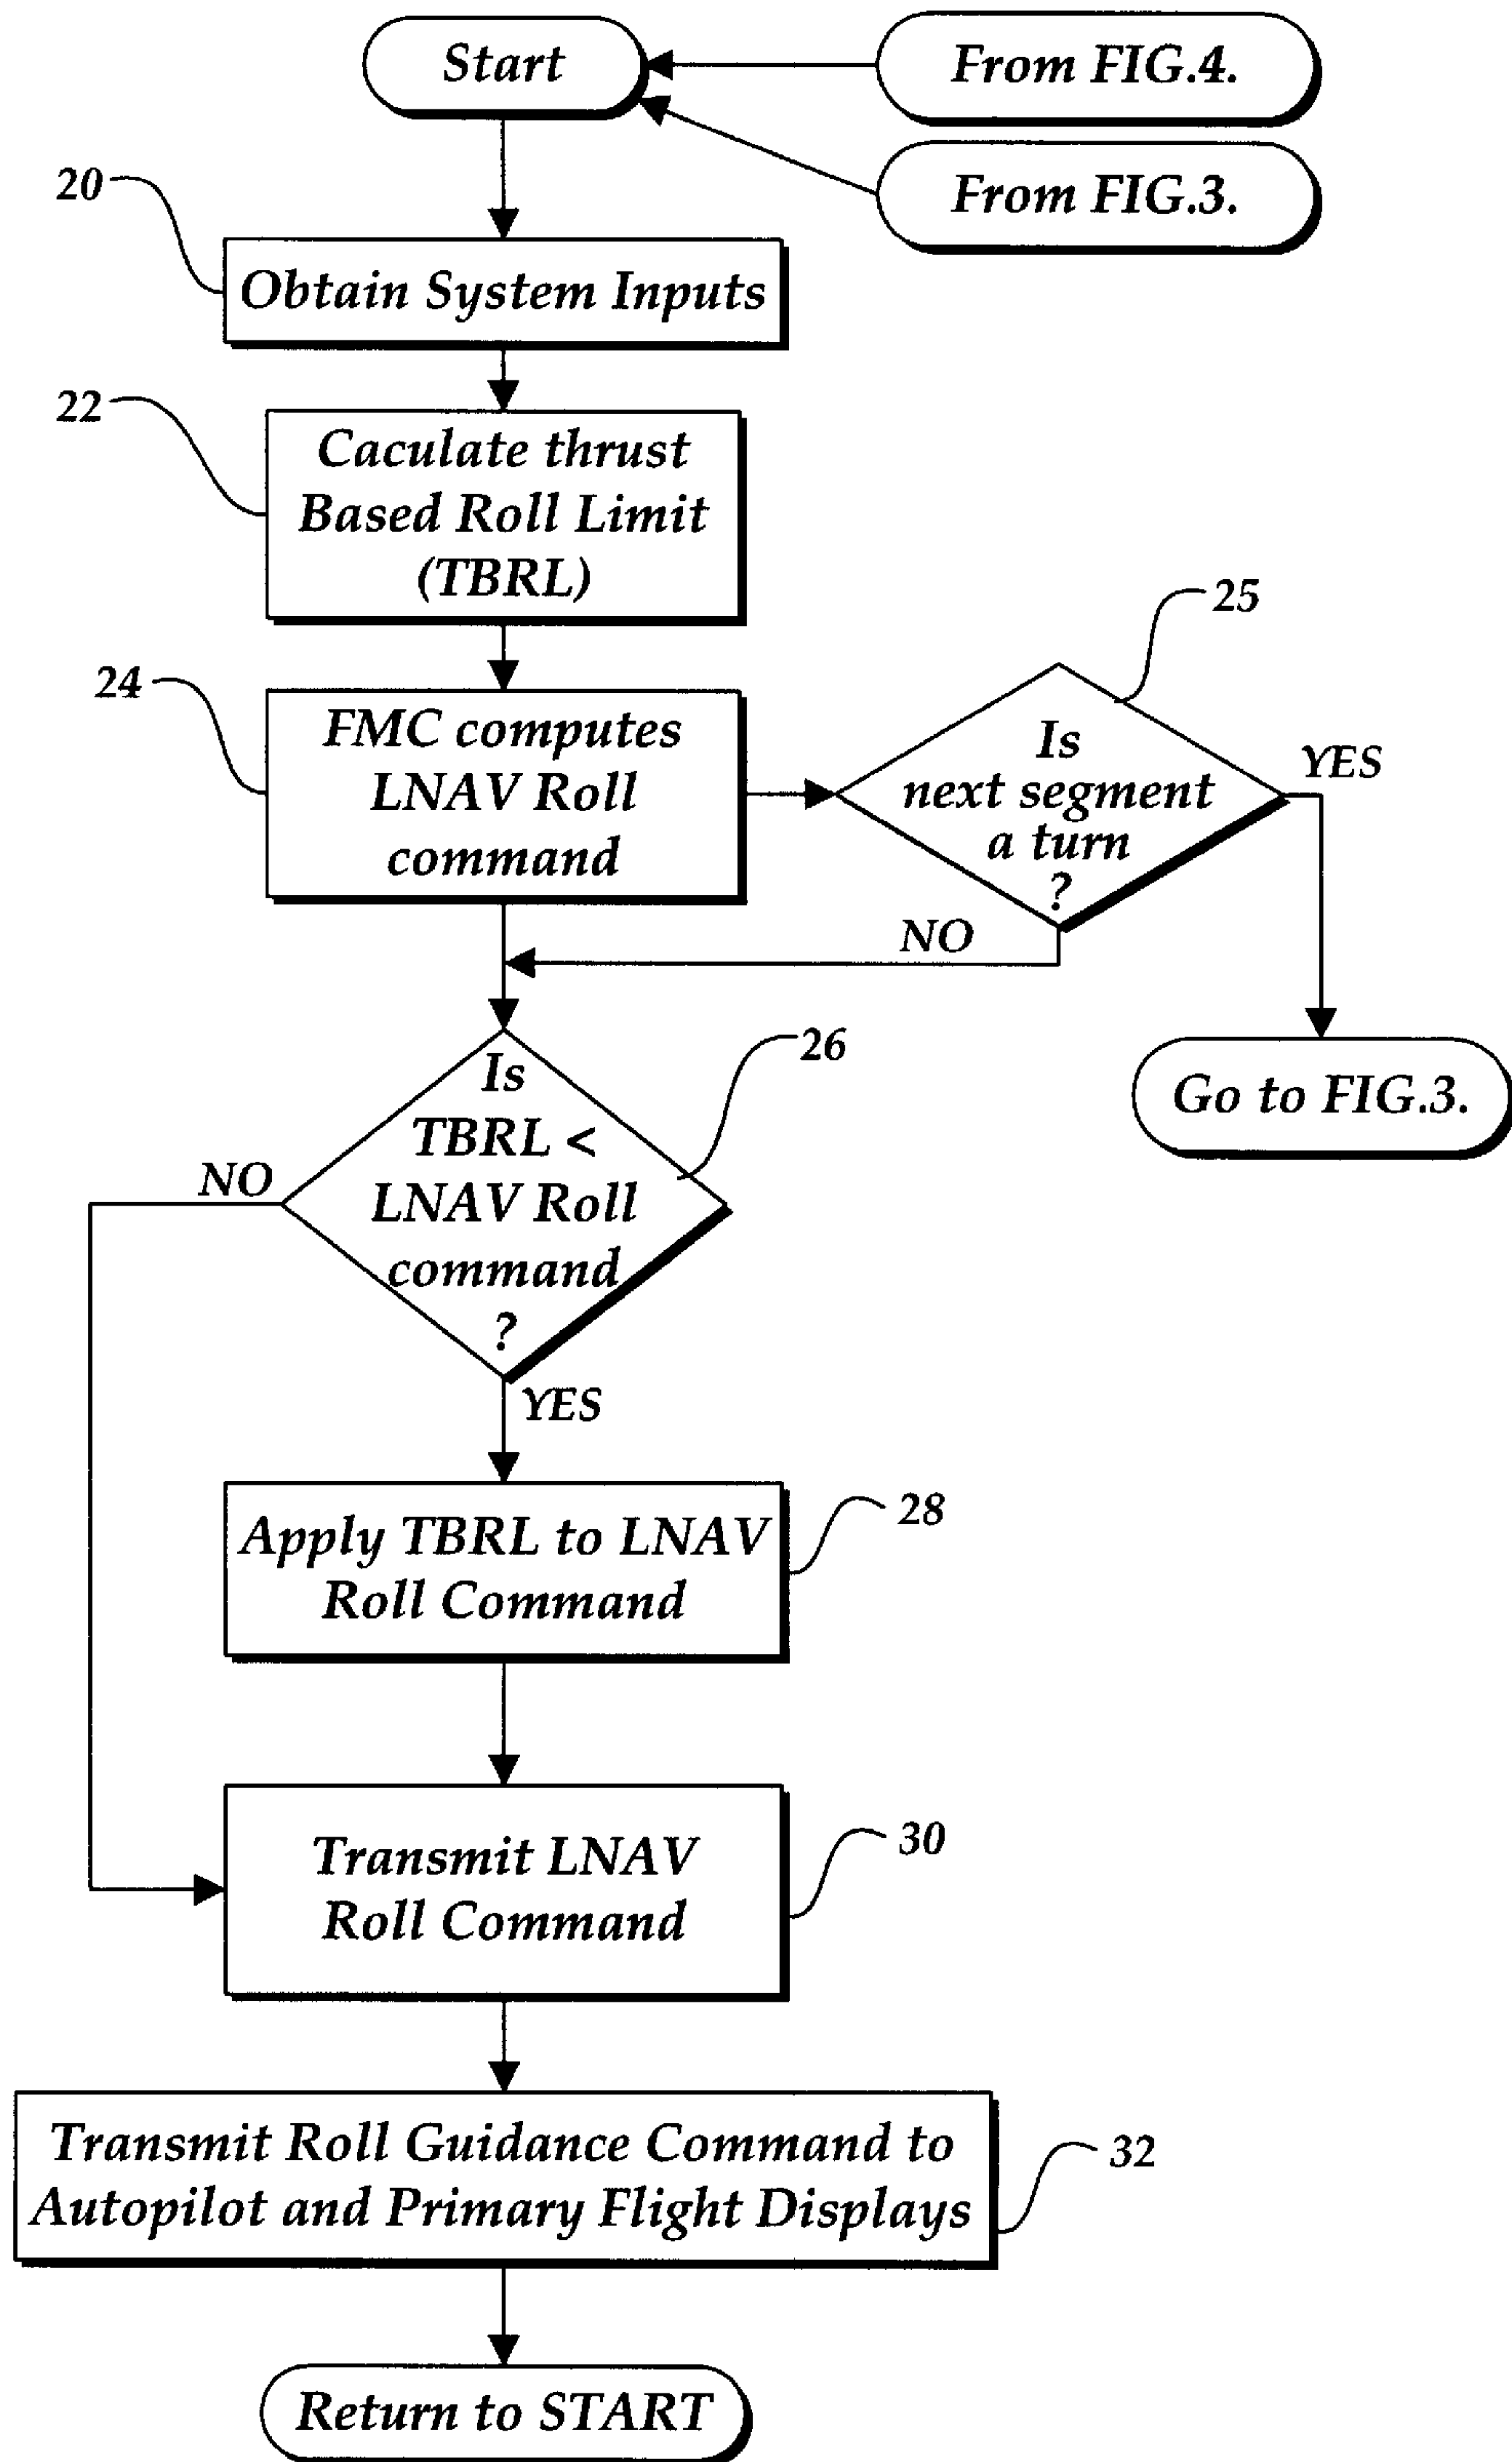 Start
From FIG.4.
From FIG.3.
20
Obtain System Inputs
22
Caculate thrust
Based Roll Limit
(TBRL)
24
FMC computes
LNAV Roll
command
25
Is
next segment
a turn
?
YES
NO
Go to FIG.3.
26
Is
TBRL <
LNAV Roll
command
?
NO
YES
28
Apply TBRL to LNAV
Roll Command
30
Transmit LNAV
Roll Command
32
Transmit Roll Guidance Command to
Autopilot and Primary Flight Displays
Return to START